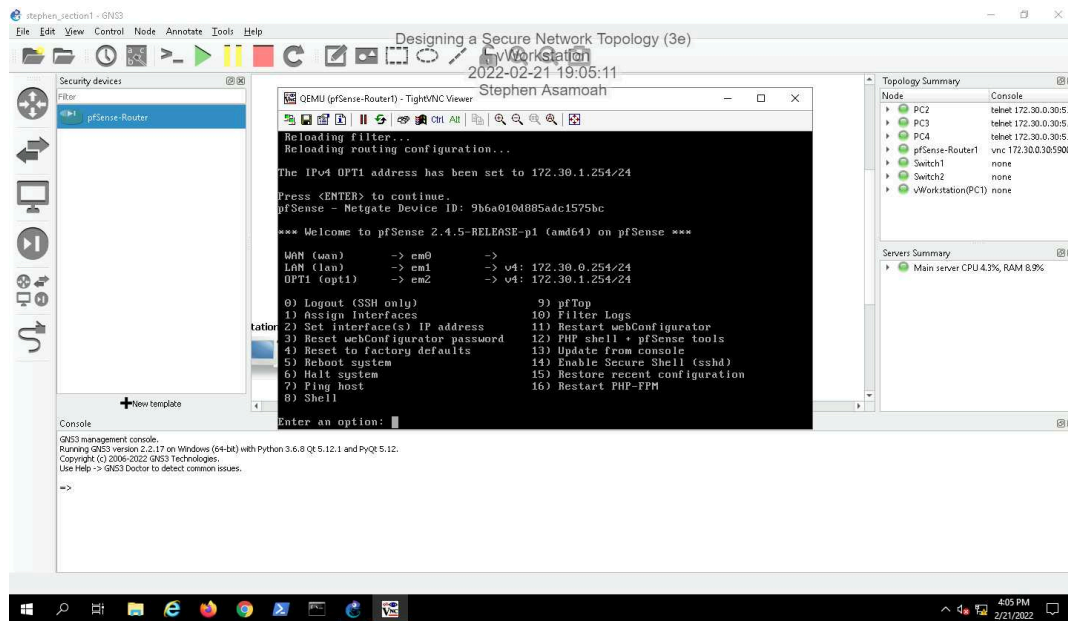 stephen_section1 - GNS3
File Edit View Control Node Annotate Tools Help
Designing a Secure Network Topology (3e)
vWorkstation
2022-02-21 19:05:11
Stephen Asamoah
Security devices
Filter
pfSense-Router
New template
QEMU (pfSense-Router1) - TightVNC Viewer
Ctrl Alt
Reloading filter...
Reloading routing configuration...
The IPv4 OPT1 address has been set to 172.30.1.254/24
Press <ENTER> to continue.
pfSense - Netgate Device ID: 9b6a010d885adc1575bc
*** Welcome to pfSense 2.4.5-RELEASE-p1 (amd64) on pfSense ***
WAN (wan) -> em0 ->
LAN (lan) -> em1 -> v4: 172.30.0.254/24
OPT1 (opt1) -> em2 -> v4: 172.30.1.254/24
0) Logout (SSH only) 9) pfTop
1) Assign Interfaces 10) Filter Logs
2) Set interface(s) IP address 11) Restart webConfigurator
3) Reset webConfigurator password 12) PHP shell + pfSense tools
4) Reset to factory defaults 13) Update from console
5) Reboot system 14) Enable Secure Shell (sshd)
6) Halt system 15) Restore recent configuration
7) Ping host 16) Restart PHP-FPM
8) Shell
Enter an option:
tation
Topology Summary
Node Console
PC2 telnet 172.30.0.30:5
PC3 telnet 172.30.0.30:5
PC4 telnet 172.30.0.30:5
pfSense-Router1 vnc 172.30.0.30:590
Switch1 none
Switch2 none
vWorkstation(PC1) none
Servers Summary
Main server CPU 4.3%, RAM 8.9%
Console
GNS3 management console.
Running GNS3 version 2.2.17 on Windows (64-bit) with Python 3.6.8 Qt 5.12.1 and PyQt 5.12.
Copyright (c) 2006-2022 GNS3 Technologies.
Use Help -> GNS3 Doctor to detect common issues.
=>
4:05 PM
2/21/2022